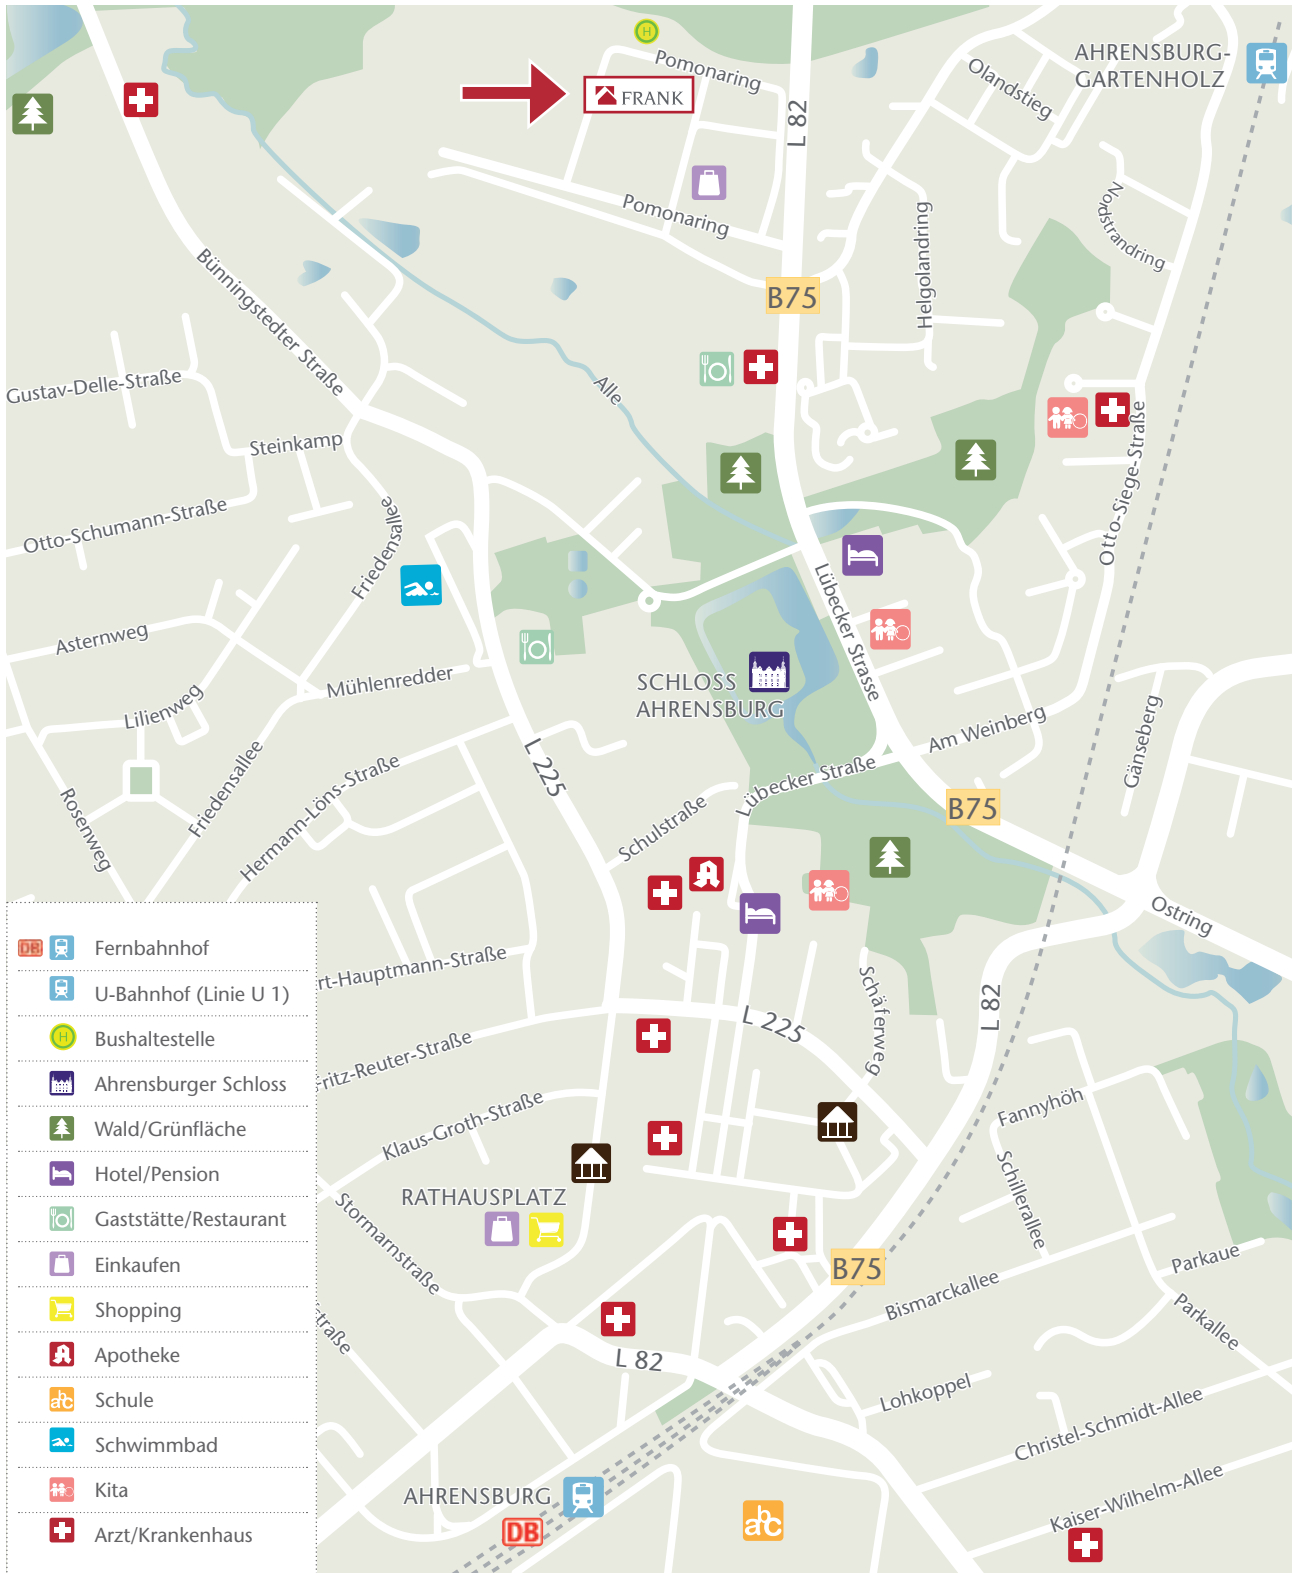 H
Pomonaring
FRANK
L 82
Olandstieg
AHRENSBURG-
GARTENHOLZ
Pomonaring
Helgolandring
Nordstrandring
B75
Bünningstedter Straße
Gustav-Delle-Straße
Alle
Steinkamp
Otto-Schumann-Straße
Friedensallee
Otto-Siege-Straße
Lübecker Strasse
Asternweg
Mühlenredder
SCHLOSS
AHRENSBURG
Lilienweg
Am Weinberg
Gänseberg
L 225
Friedensallee
Hermann-Löns-Straße
Lübecker Straße
B75
Rosenweg
Schulstraße
Ostring
rt-Hauptmann-Straße
Schäferweg
L 82
L 225
Fritz-Reuter-Straße
Klaus-Groth-Straße
Fannyhöh
Schillerallee
RATHAUSPLATZ
Stormarnstraße
B75
Bismarckallee
Parkaue
Parkallee
straße
L 82
Lohkoppel
Christel-Schmidt-Allee
Kaiser-Wilhelm-Allee
AHRENSBURG
DB
abc
DB Fernbahnhof
U-Bahnhof (Linie U 1)
H Bushaltestelle
Ahrensburger Schloss
Wald/Grünfläche
Hotel/Pension
Gaststätte/Restaurant
Einkaufen
Shopping
Apotheke
abc Schule
Schwimmbad
Kita
Arzt/Krankenhaus